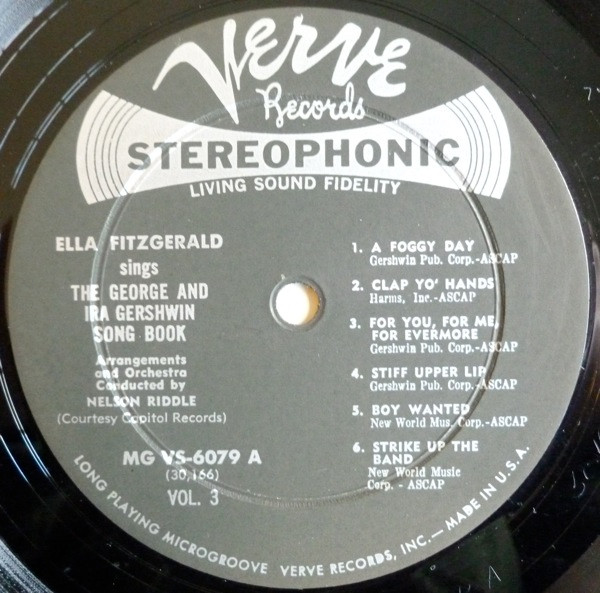 Verve
Records
STEREOPHONIC
LIVING SOUND FIDELITY
ELLA FITZGERALD
sings
THE GEORGE AND
IRA GERSHWIN
SONG BOOK
Arrangements
and Orchestra
Conducted by
NELSON RIDDLE
(Courtesy Capitol Records)
MG VS-6079 A
(30,166)
VOL. 3
1. A FOGGY DAY
Gershwin Pub. Corp.-ASCAP
2. CLAP YO' HANDS
Harms, Inc.-ASCAP
3. FOR YOU, FOR ME,
FOR EVERMORE
Gershwin Pub. Corp.-ASCAP
4. STIFF UPPER LIP
Gershwin Pub. Corp.-ASCAP
5. BOY WANTED
New World Mus. Corp.-ASCAP
6. STRIKE UP THE
BAND
New World Music
Corp. - ASCAP
LONG PLAYING MICROGROOVE VERVE RECORDS, INC.— MADE IN U.S.A.